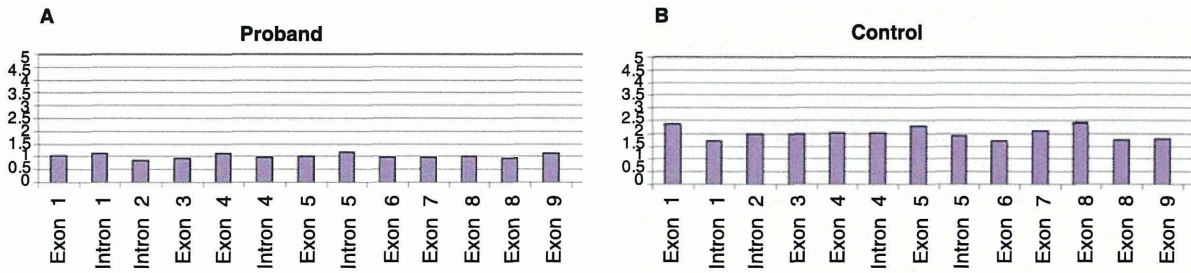 A
Proband
5
4.5
4
3.5
3
2.5
2
1.5
1
0.5
0
Exon 1
Intron 1
Intron 2
Exon 3
Exon 4
Intron 4
Exon 5
Intron 5
Exon 6
Exon 7
Exon 8
Exon 8
Exon 9
B
Control
5
4.5
4
3.5
3
2.5
2
1.5
1
0.5
0
Exon 1
Intron 1
Intron 2
Exon 3
Exon 4
Intron 4
Exon 5
Intron 5
Exon 6
Exon 7
Exon 8
Exon 8
Exon 9